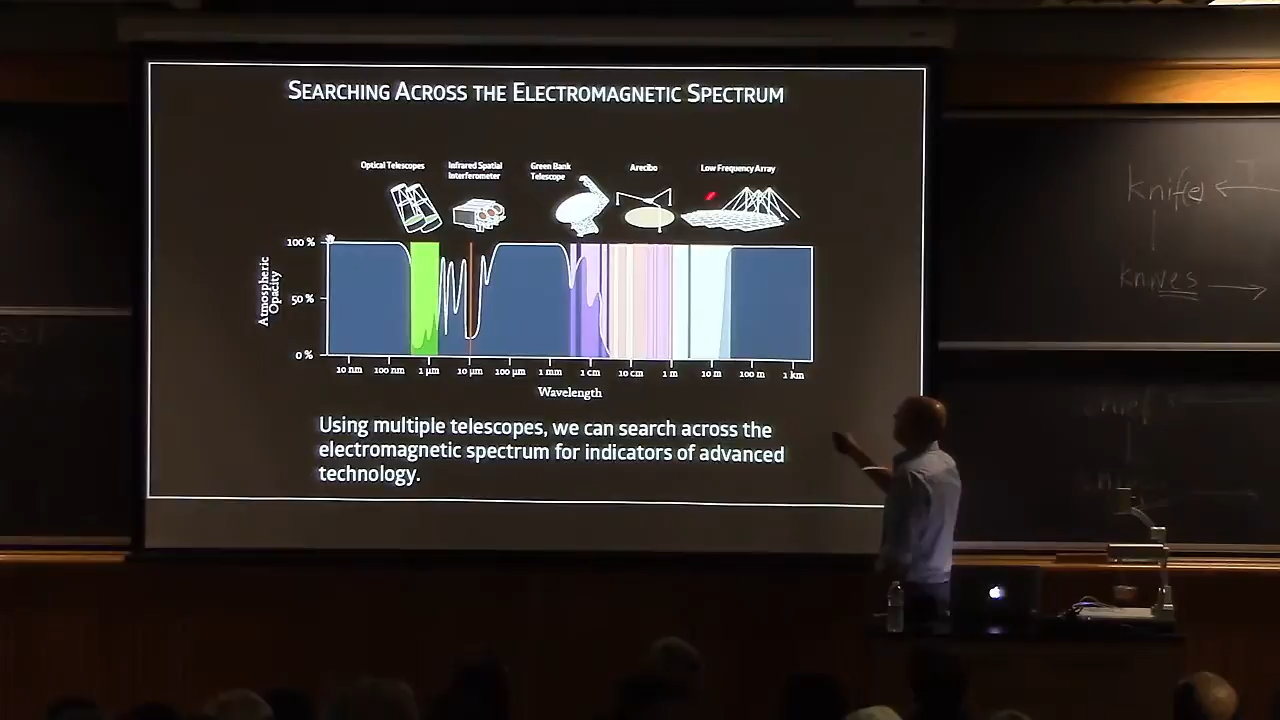 SEARCHING ACROSS THE ELECTROMAGNETIC SPECTRUM
Optical Telescopes
Infrared Spatial
Interferometer
Green Bank
Telescope
Arecibo
Low Frequency Array
100 %
50 %
0 %
Atmospheric
Opacity
10 nm
100 nm
1 µm
10 µm
100 µm
1 mm
1 cm
10 cm
1 m
10 m
100 m
1 km
Wavelength
Using multiple telescopes, we can search across the
electromagnetic spectrum for indicators of advanced
technology.
knives